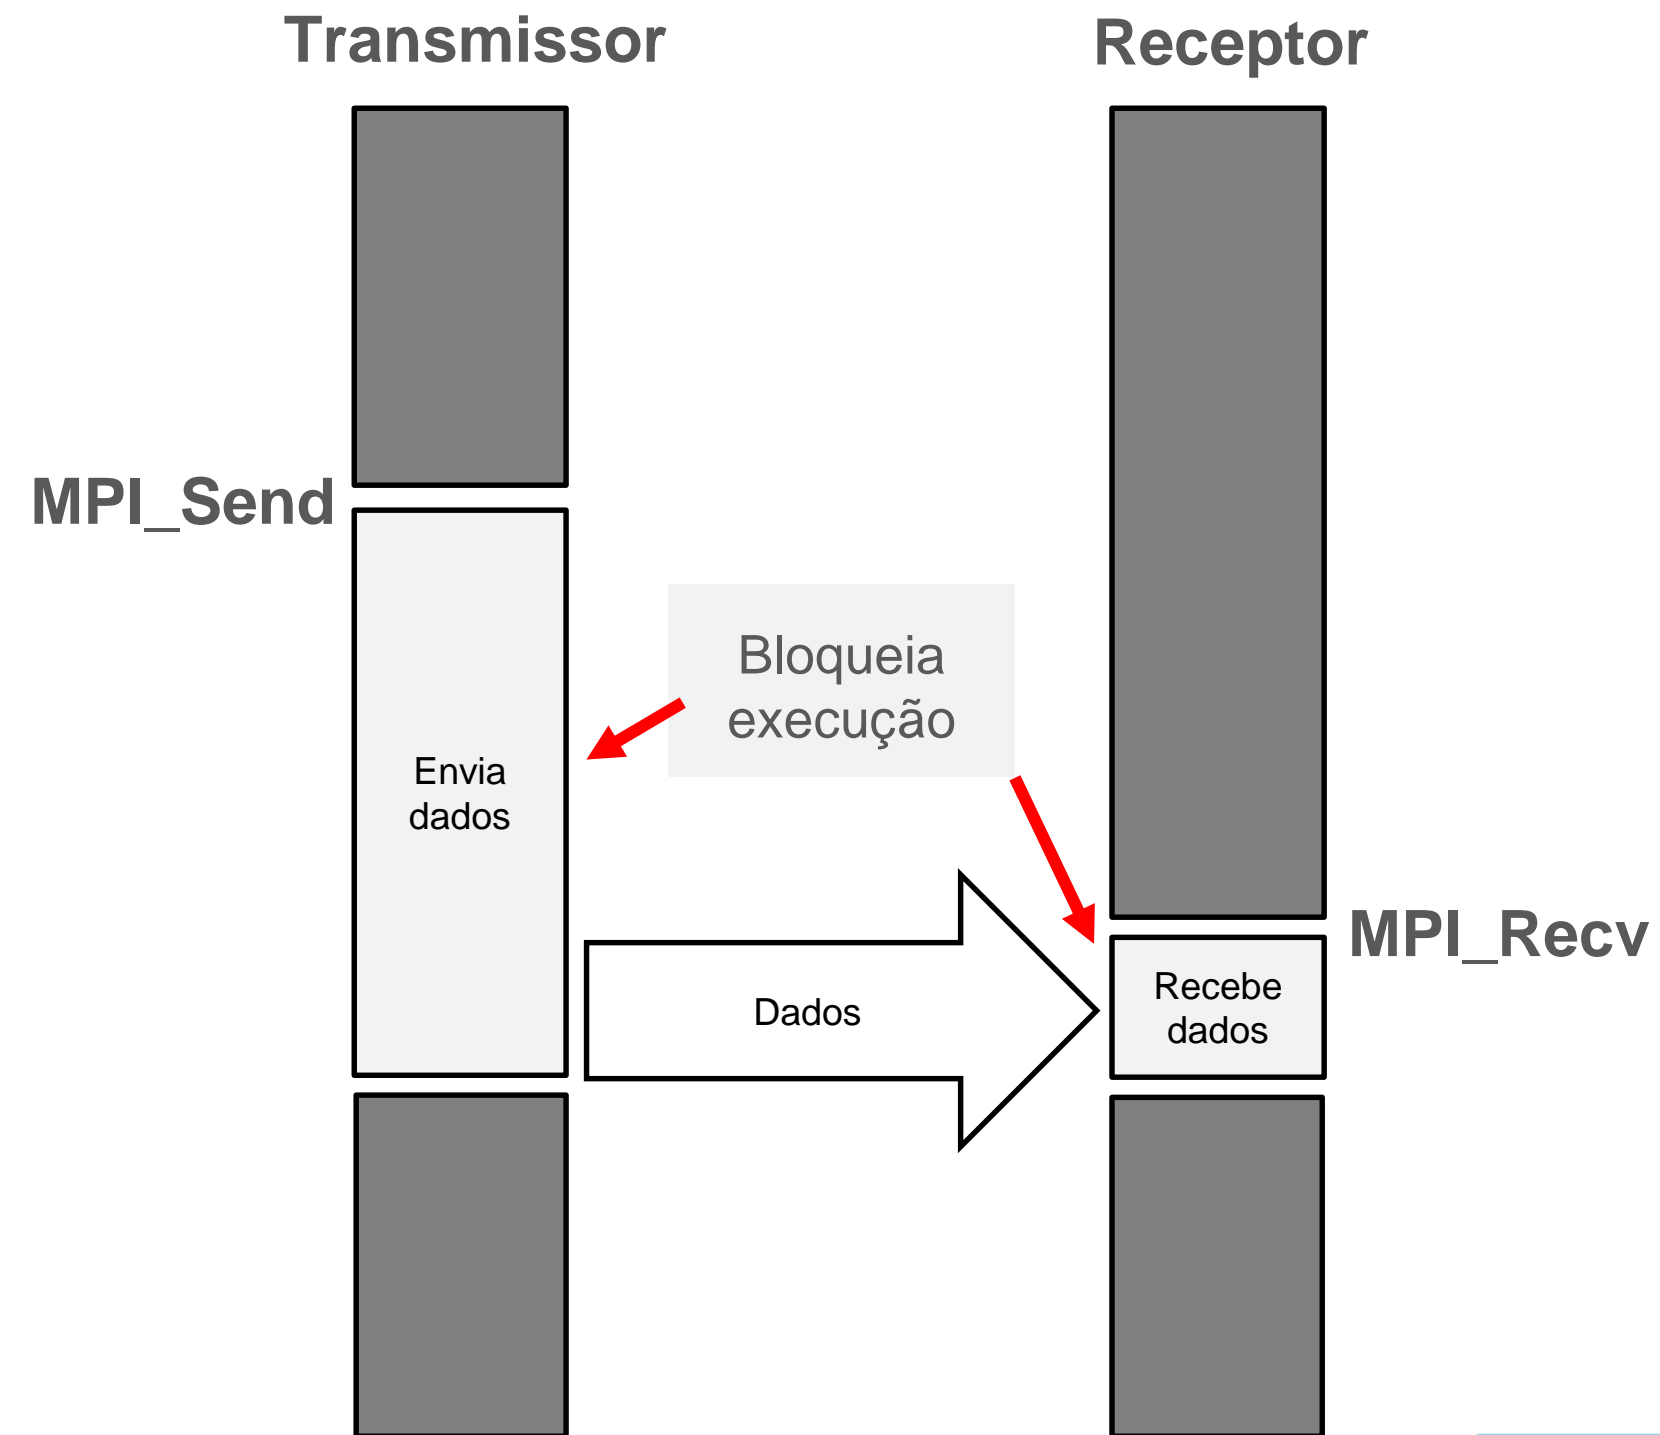 Transmissor
Receptor
MPI_Send
Bloqueia
execução
Envia
dados
MPI_Recv
Recebe
dados
Dados